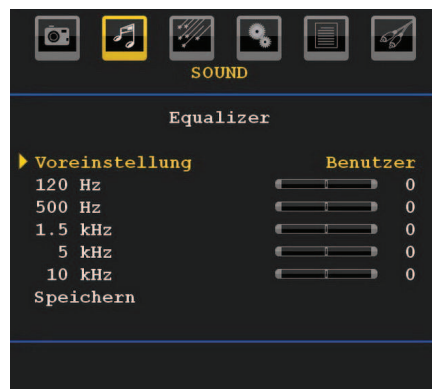 SOUND
Equalizer
Voreinstellung Benutzer
120 Hz 0
500 Hz 0
1.5 kHz 0
5 kHz 0
10 kHz 0
Speichern